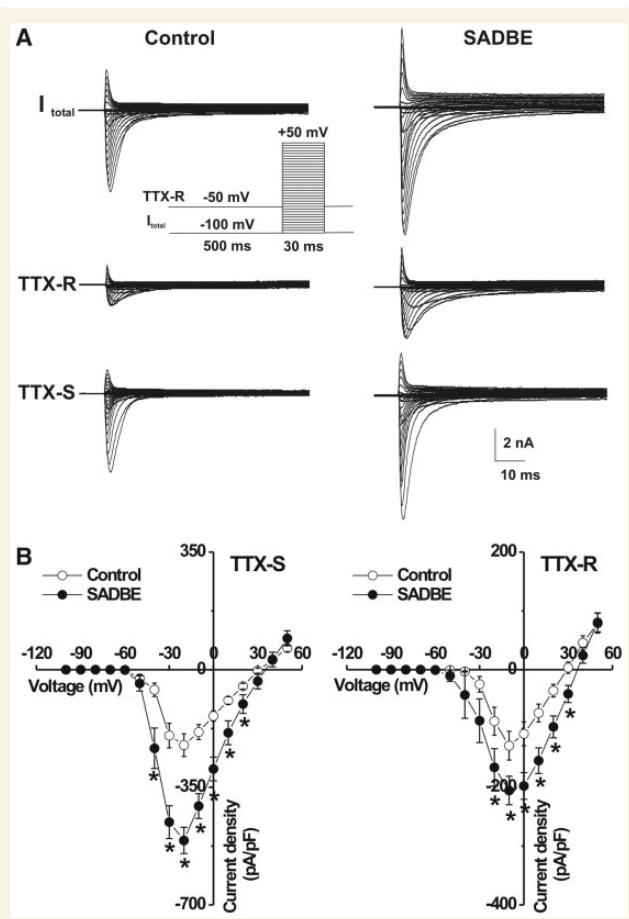 A
Control
SADBE
I total
+50 mV
TTX-R
-50 mV
Itotal
-100 mV
500 ms
30 ms
TTX-R
TTX-S
2 nA
10 ms
B
350
TTX-S
Control
SADBE
-120 -90 -60 -30 0 30 60
Voltage (mV)
-350
-700
Current density
(pA/pF)
* * * * * * *
200
TTX-R
Control
SADBE
-120 -90 -60 -30 0 30 60
Voltage (mV)
-200
-400
Current density
(pA/pF)
* * * * * *